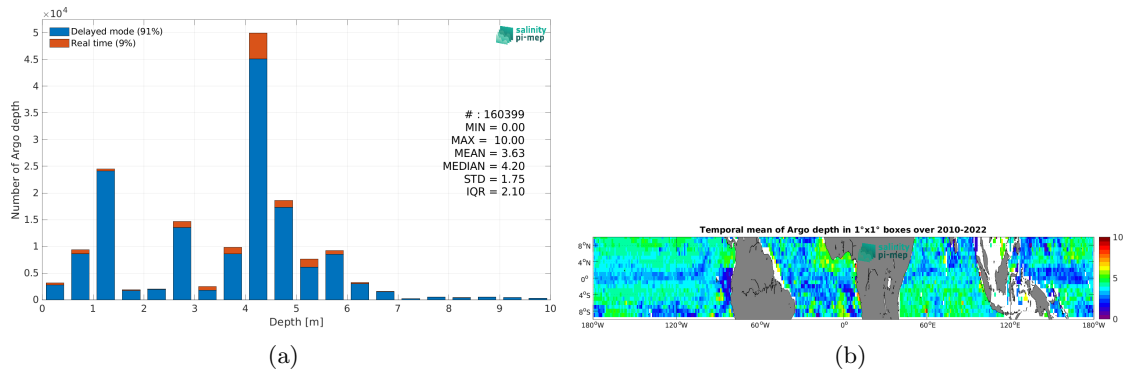 ×10⁴
Delayed mode (91%)
Real time (9%)
salinity
pi-mep
# : 160399
MIN = 0.00
MAX = 10.00
MEAN = 3.63
MEDIAN = 4.20
STD = 1.75
IQR = 2.10
Number of Argo depth
5
4.5
4
3.5
3
2.5
2
1.5
1
0.5
0
0 1 2 3 4 5 6 7 8 9 10
Depth [m]
(a)
Temporal mean of Argo depth in 1°x1° boxes over 2010-2022
salinity
pi-mep
8°N
4°N
0°
4°S
8°S
180°W 120°W 60°W 0° 60°E 120°E 180°W
10
5
0
(b)